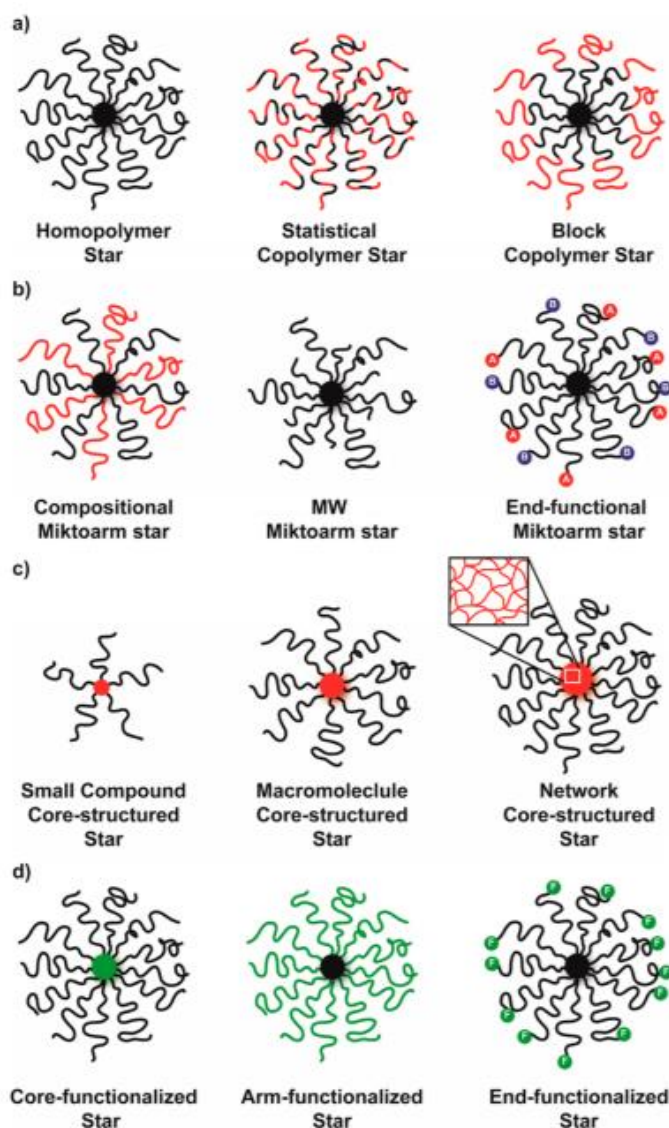 a)
Homopolymer
Star
Statistical
Copolymer Star
Block
Copolymer Star
b)
B
A
B
A
A
B
B
A
A
B
B
A
Compositional
Miktoarm star
MW
Miktoarm star
End-functional
Miktoarm star
c)
Small Compound
Core-structured
Star
Macromoleclule
Core-structured
Star
Network
Core-structured
Star
d)
F
F
F
F
F
F
F
F
F
F
F
F
Core-functionalized
Star
Arm-functionalized
Star
End-functionalized
Star